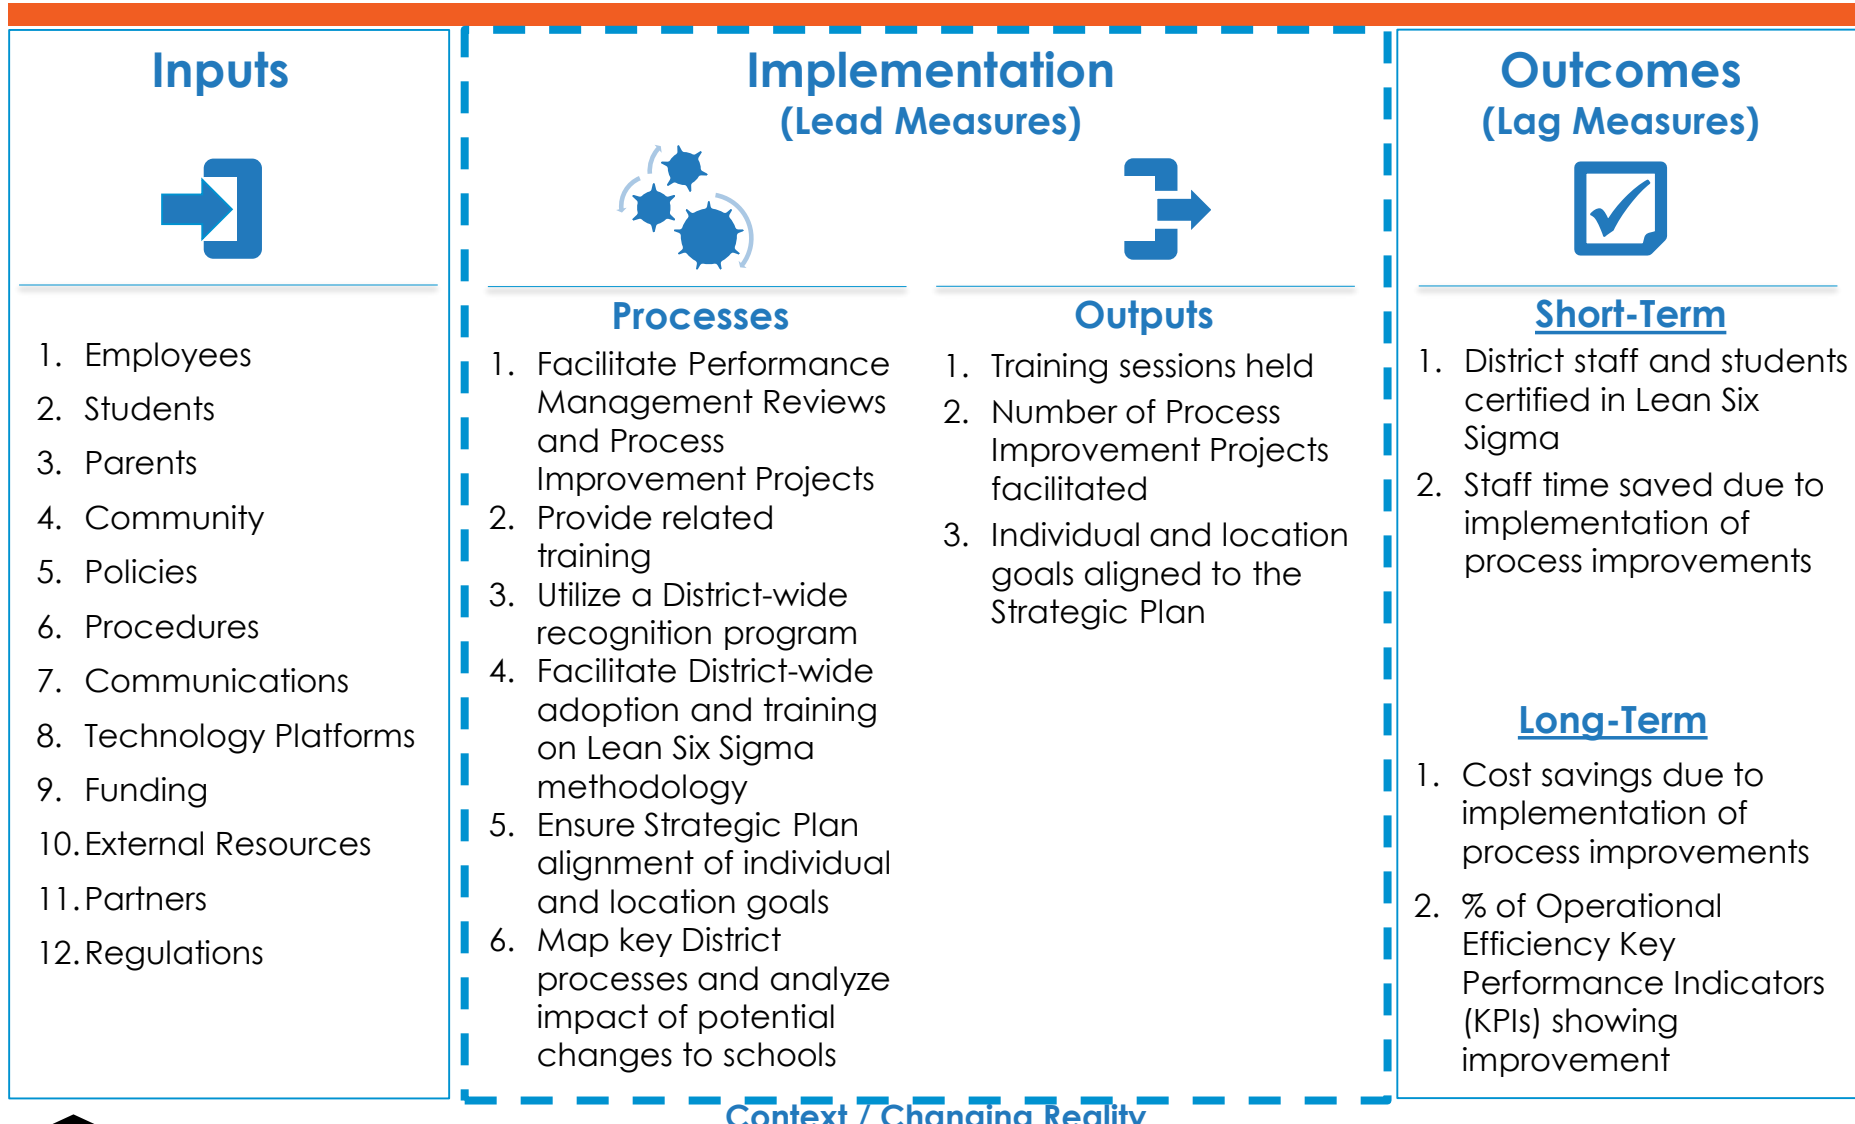 Inputs
1. Employees
2. Students
3. Parents
4. Community
5. Policies
6. Procedures
7. Communications
8. Technology Platforms
9. Funding
10. External Resources
11. Partners
12. Regulations
Implementation
(Lead Measures)
Processes
1. Facilitate Performance
Management Reviews
and Process
Improvement Projects
2. Provide related
training
3. Utilize a District-wide
recognition program
4. Facilitate District-wide
adoption and training
on Lean Six Sigma
methodology
5. Ensure Strategic Plan
alignment of individual
and location goals
6. Map key District
processes and analyze
impact of potential
changes to schools
Outputs
1. Training sessions held
2. Number of Process
Improvement Projects
facilitated
3. Individual and location
goals aligned to the
Strategic Plan
Outcomes
(Lag Measures)
Short-Term
1. District staff and students
certified in Lean Six
Sigma
2. Staff time saved due to
implementation of
process improvements
Long-Term
1. Cost savings due to
implementation of
process improvements
2. % of Operational
Efficiency Key
Performance Indicators
(KPIs) showing
improvement
Context / Changing Reality